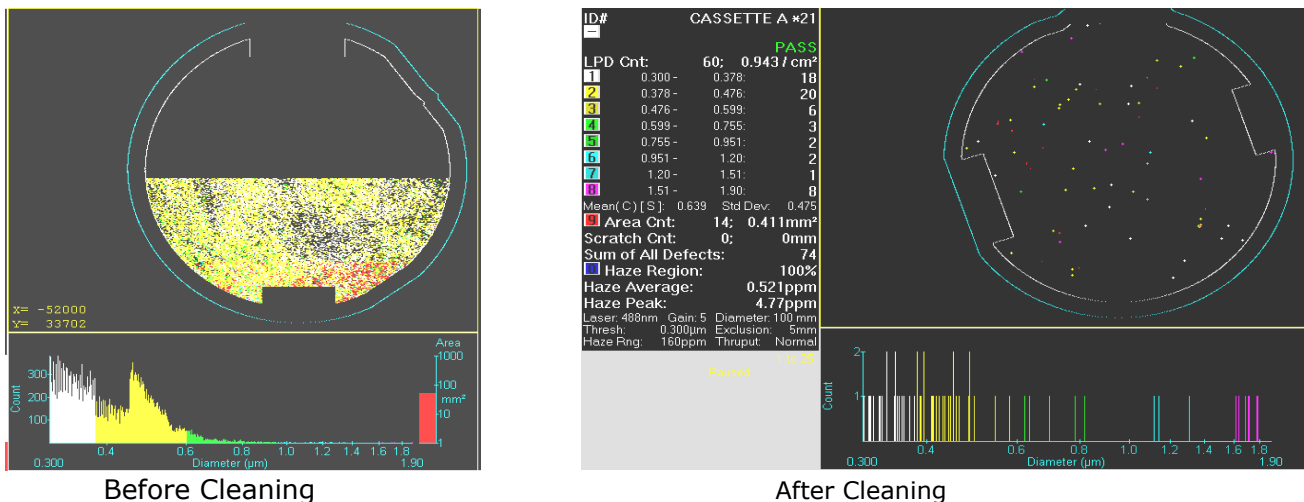 X= -52000
Y= 33702
Area
1000
100
mm²
10
1
300
200
100
Count
0.4 0.6 0.8 1.0 1.2 1.4 1.6 1.8
0.300 Diameter (µm) 1.90
Before Cleaning
ID# CASSETTE A *21
PASS
LPD Cnt: 60; 0.943 / cm²
1 0.300 - 0.378: 18
2 0.378 - 0.476: 20
3 0.476 - 0.599: 6
4 0.599 - 0.755: 3
5 0.755 - 0.951: 2
6 0.951 - 1.20: 2
7 1.20 - 1.51: 1
8 1.51 - 1.90: 8
Mean( C ) [ S ]: 0.639 Std Dev: 0.475
9 Area Cnt: 14; 0.411mm²
Scratch Cnt: 0; 0mm
Sum of All Defects: 74
Haze Region: 100%
Haze Average: 0.521ppm
Haze Peak: 4.77ppm
Laser: 488nm Gain: 5 Diameter: 100 mm
Thresh: 0.300µm Exclusion: 5mm
Haze Rng: 160ppm Thruput: Normal
2
1
Count
0.4 0.6 0.8 1.0 1.2 1.4 1.6 1.8
0.300 Diameter (µm) 1.90
After Cleaning